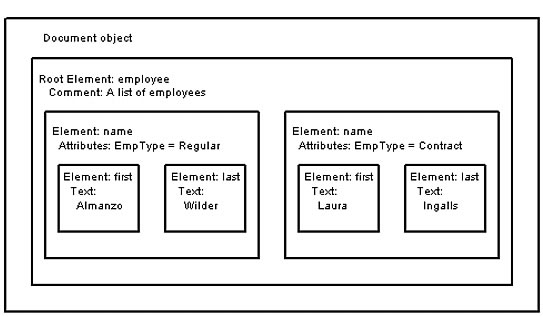 Document object
Root Element: employee
Comment: A list of employees
Element: name
Attributes: EmpType = Regular
Element: first
Text:
Almanzo
Element: last
Text:
Wilder
Element: name
Attributes: EmpType = Contract
Element: first
Text:
Laura
Element: last
Text:
Ingalls